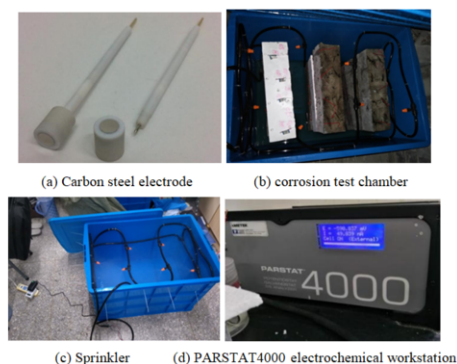 (a) Carbon steel electrode
(b) corrosion test chamber
PARSTAT
4000
(c) Sprinkler
(d) PARSTAT4000 electrochemical workstation